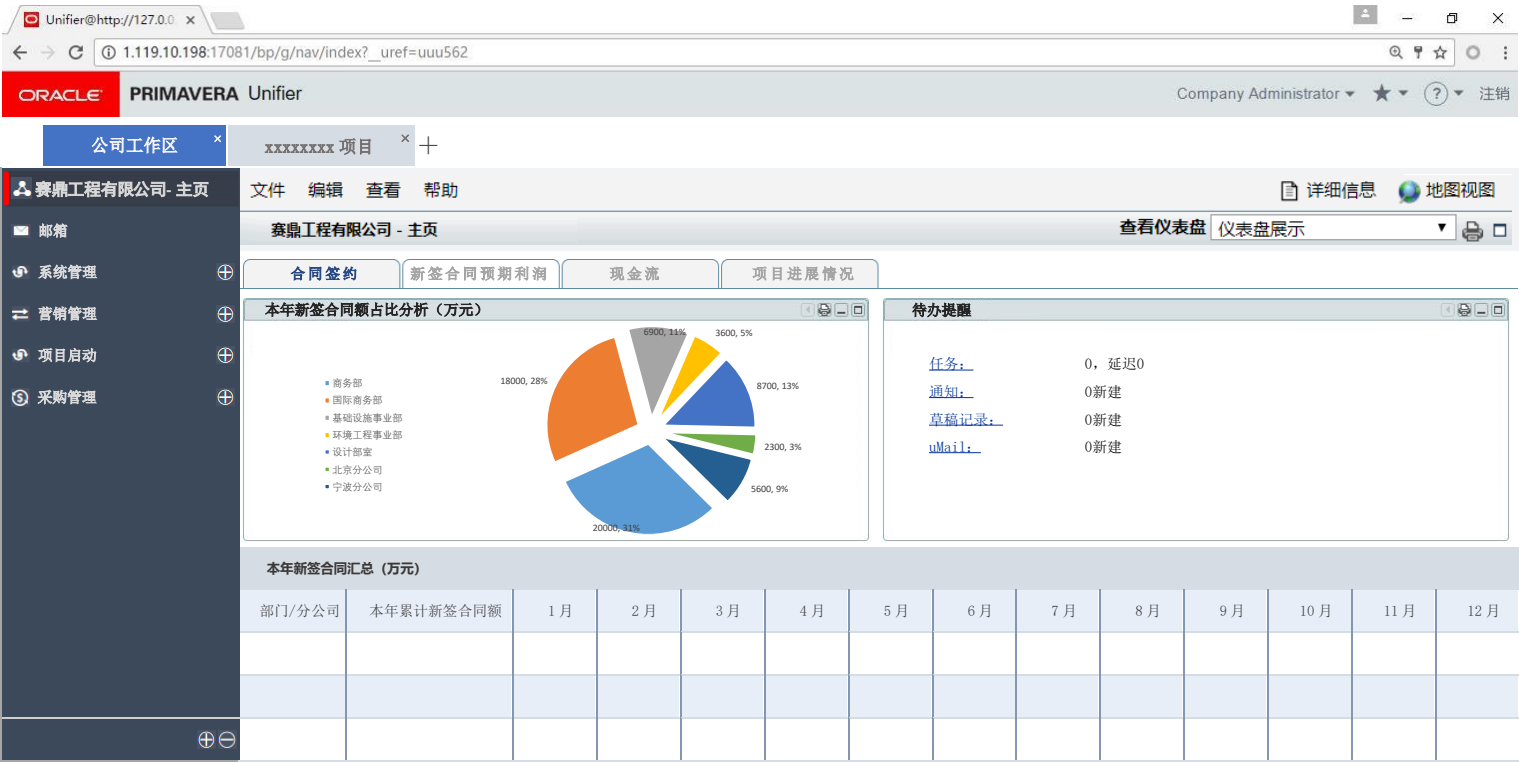 Unifier@http://127.0.0
1.119.10.198:17081/bp/g/nav/index?__uref=uuu562
ORACLE PRIMAVERA Unifier
Company Administrator
注销
公司工作区
xxxxxxxx 项目
赛鼎工程有限公司- 主页
邮箱
系统管理
营销管理
项目启动
采购管理
文件 编辑 查看 帮助
详细信息 地图视图
赛鼎工程有限公司 - 主页
查看仪表盘 仪表盘展示
合同签约 新签合同预期利润 现金流 项目进展情况
本年新签合同额占比分析（万元）
商务部
国际商务部
基础设施事业部
环境工程事业部
设计部室
北京分公司
宁波分公司
6900, 11%
3600, 5%
18000, 28%
8700, 13%
2300, 3%
5600, 9%
20000, 31%
待办提醒
任务： 0，延迟0
通知： 0新建
草稿记录： 0新建
uMail： 0新建
本年新签合同汇总（万元）
部门/分公司 本年累计新签合同额 1 月 2 月 3 月 4 月 5 月 6 月 7 月 8 月 9 月 10 月 11 月 12 月